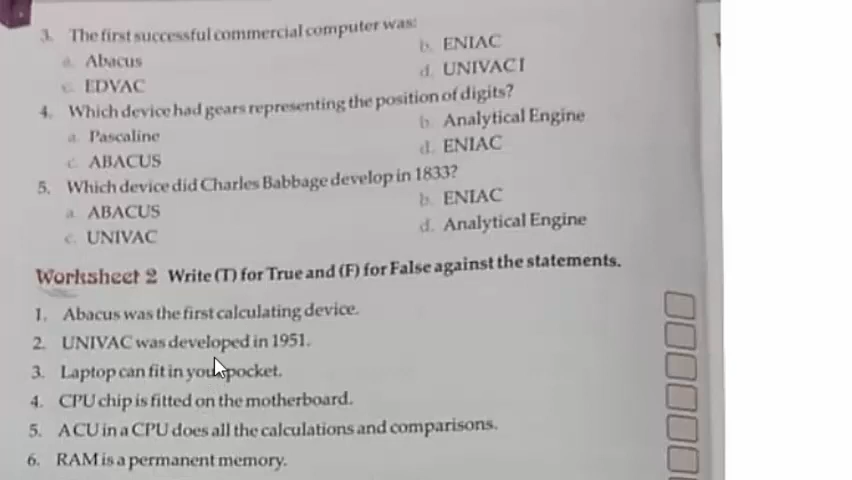 3. The first successful commercial computer was:
a. Abacus b. ENIAC
c. EDVAC d. UNIVAC I
4. Which device had gears representing the position of digits?
a. Pascaline b. Analytical Engine
c. ABACUS d. ENIAC
5. Which device did Charles Babbage develop in 1833?
a. ABACUS b. ENIAC
c. UNIVAC d. Analytical Engine
Worksheet 2 Write (T) for True and (F) for False against the statements.
1. Abacus was the first calculating device.
2. UNIVAC was developed in 1951.
3. Laptop can fit in your pocket.
4. CPU chip is fitted on the motherboard.
5. ACU in a CPU does all the calculations and comparisons.
6. RAM is a permanent memory.